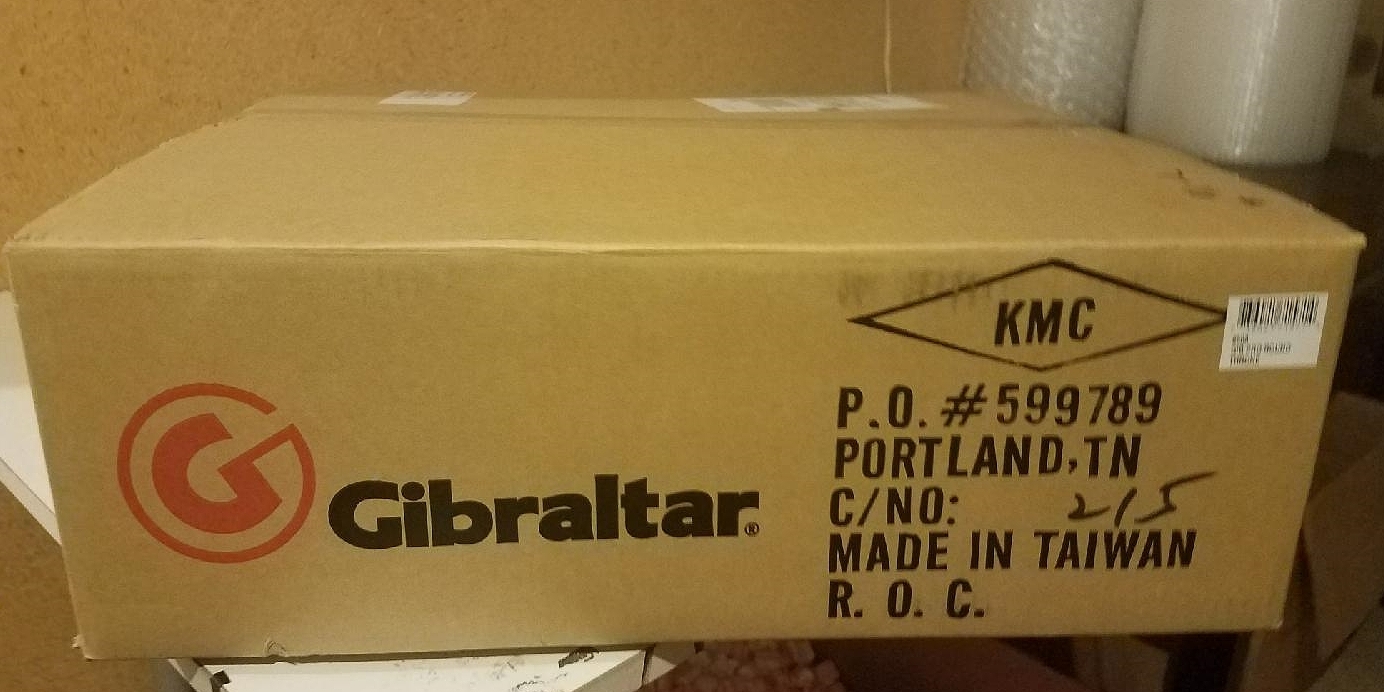 KMC
P.O. #599789
PORTLAND, TN
C/NO: 215
MADE IN TAIWAN
R. O. C.
Gibraltar®